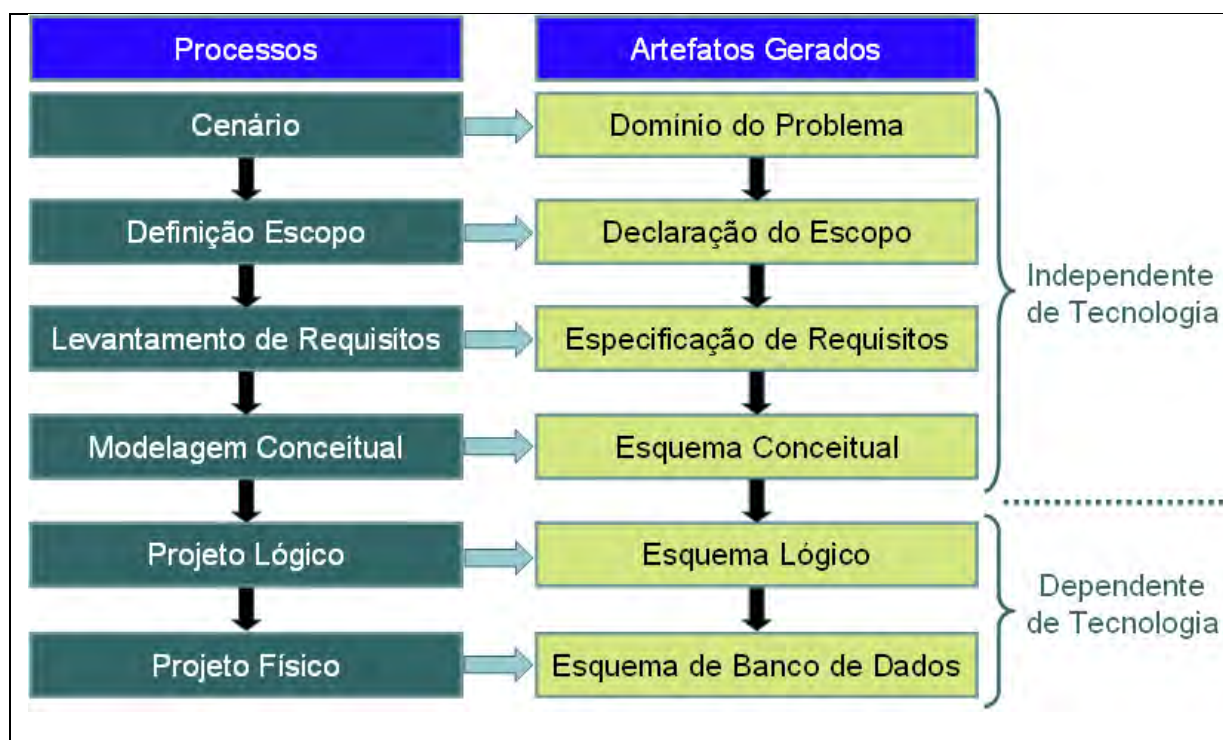 Processos
Artefatos Gerados
Cenário
Domínio do Problema
Definição Escopo
Declaração do Escopo
Levantamento de Requisitos
Especificação de Requisitos
Modelagem Conceitual
Esquema Conceitual
Projeto Lógico
Esquema Lógico
Projeto Físico
Esquema de Banco de Dados
Independente
de Tecnologia
Dependente
de Tecnologia